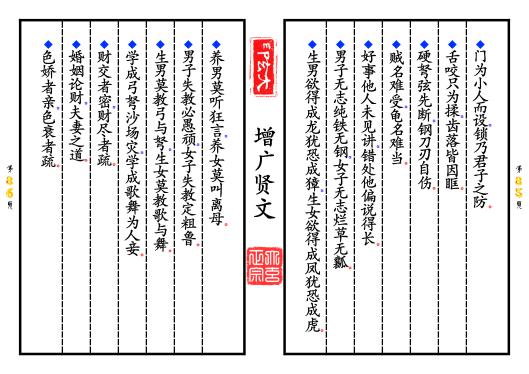 门为小人而设，锁乃君子之防。
舌咬只为揉，齿落皆因眶。
硬弩弦先断，钢刀刃自伤。
贼名难受，龟名难当。
好事他人未见讲，错处他偏说得长。
男子无志纯铁无钢，女子无志烂草无瓤。
生男欲得成龙犹恐成獐，生女欲得成凤犹恐成虎。
增广贤文
养男莫听狂言，养女莫叫离母。
男子失教必愚顽，女子失教定粗鲁。
生男莫教弓与弩，生女莫教歌与舞。
学成弓弩沙场灾，学成歌舞为人妾。
财交者密，财尽者疏。
婚姻论财，夫妻之道。
色娇者亲，色衰者疏。